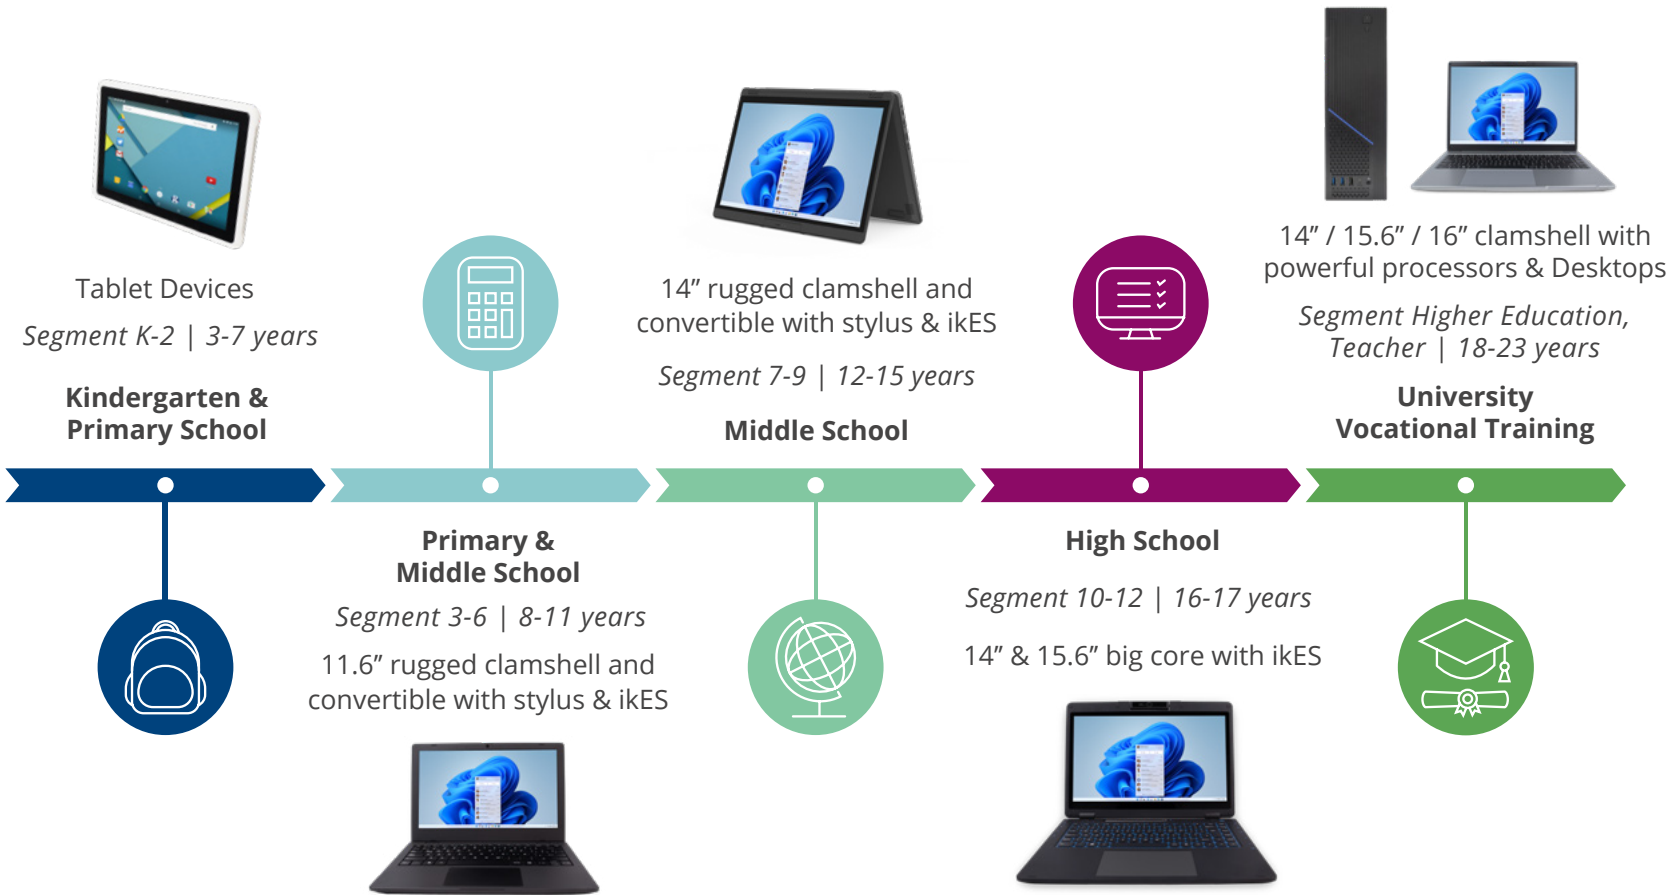 Tablet Devices
Segment K-2 | 3-7 years
Kindergarten &
Primary School
Primary &
Middle School
Segment 3-6 | 8-11 years
11.6” rugged clamshell and
convertible with stylus & ikES
14” rugged clamshell and
convertible with stylus & ikES
Segment 7-9 | 12-15 years
Middle School
High School
Segment 10-12 | 16-17 years
14” & 15.6” big core with ikES
14” / 15.6” / 16” clamshell with
powerful processors & Desktops
Segment Higher Education,
Teacher | 18-23 years
University
Vocational Training